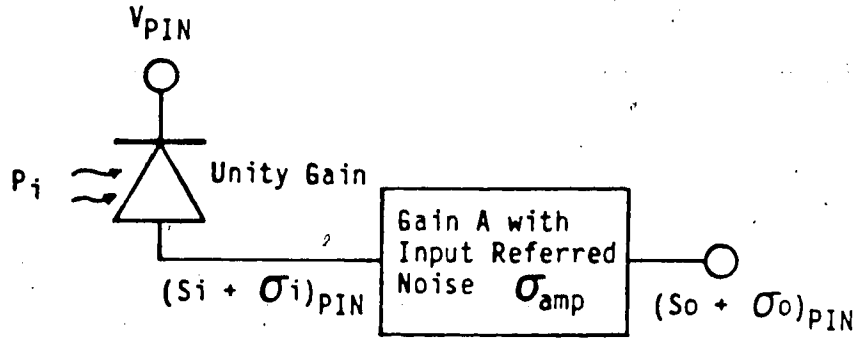 V_PIN
P_i
Unity Gain
Gain A with
Input Referred
Noise σ_amp
(Si + σi)_PIN
(So + σo)_PIN